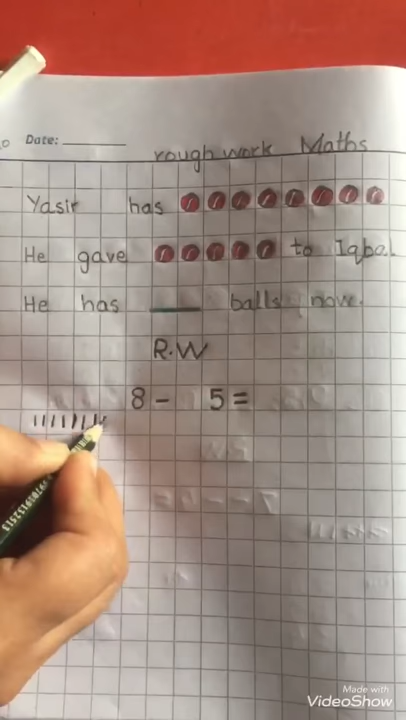 Date:
rough work Maths
Yasir has
He gave to Iqbal
He has ___ balls now.
R.W
8 - 5 =
Made with
VideoShow